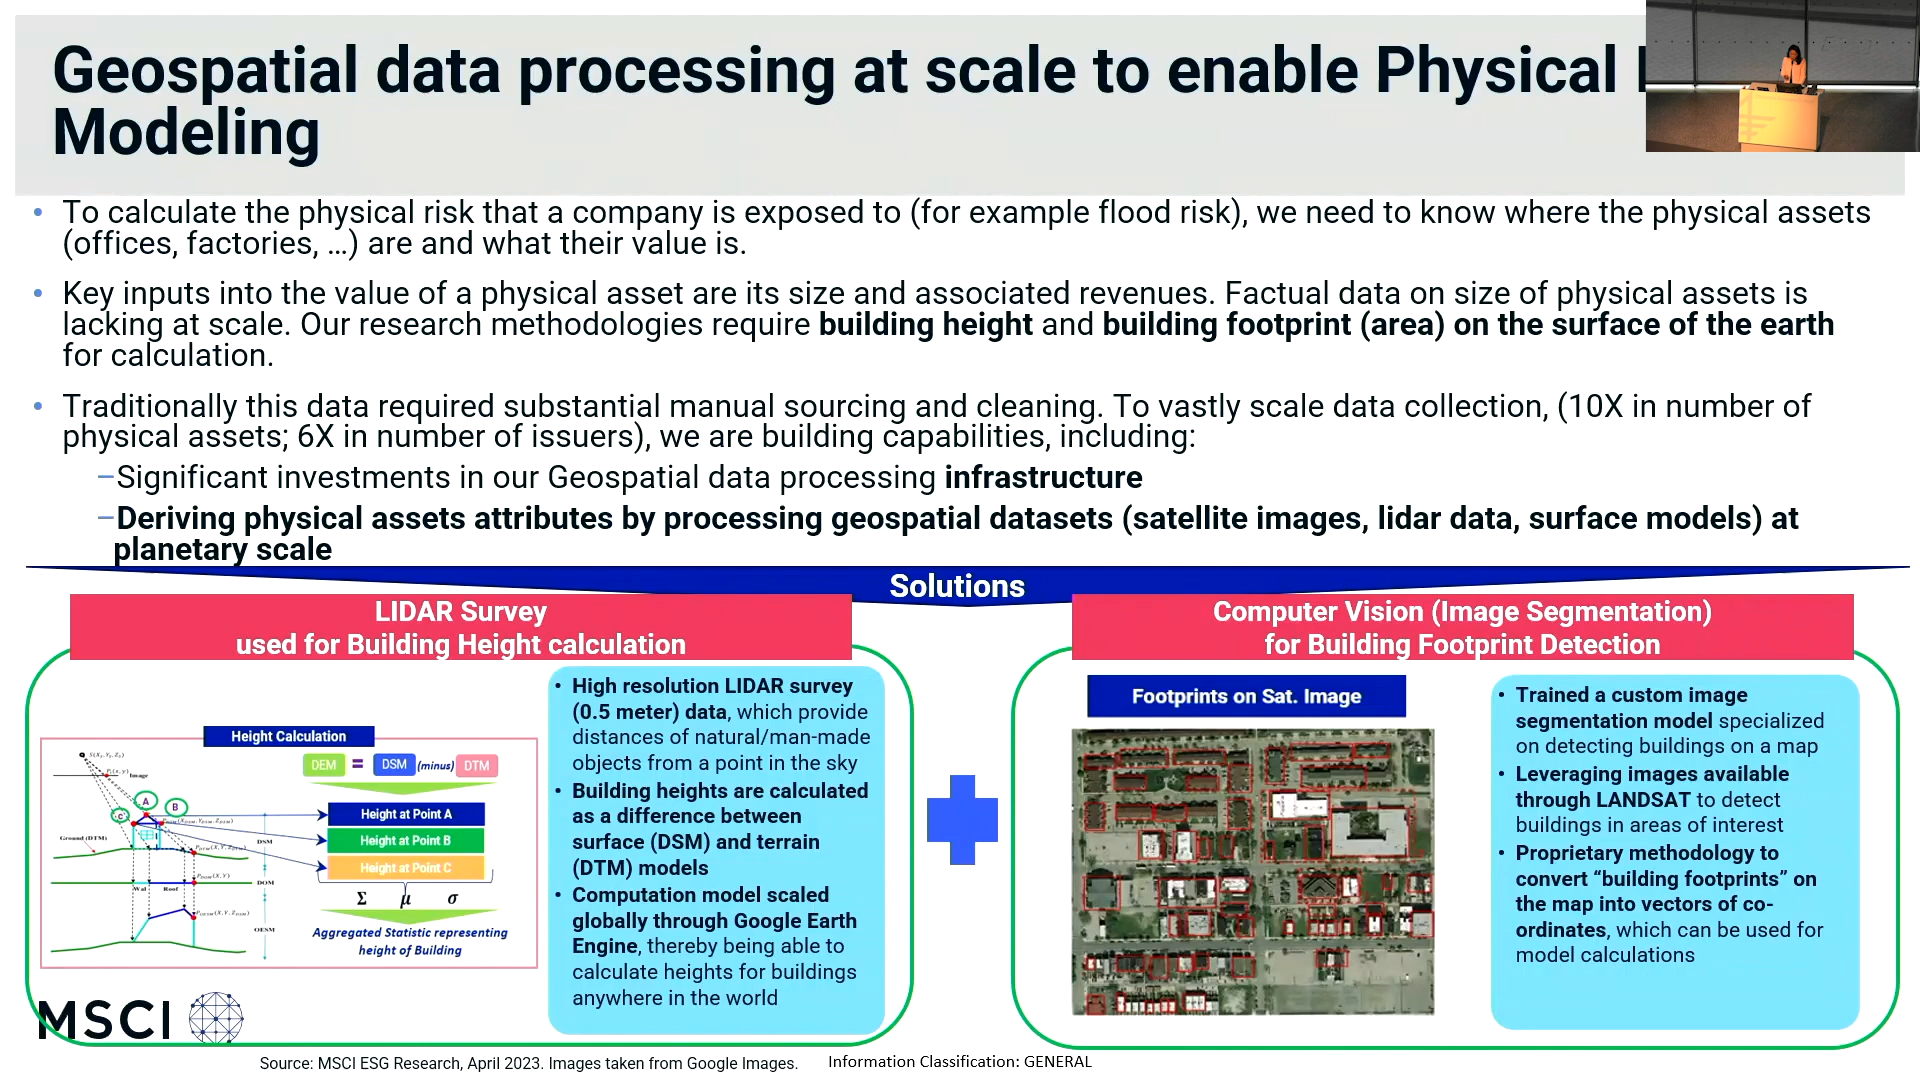 Geospatial data processing at scale to enable Physical
Modeling
• To calculate the physical risk that a company is exposed to (for example flood risk), we need to know where the physical assets
(offices, factories, …) are and what their value is.
• Key inputs into the value of a physical asset are its size and associated revenues. Factual data on size of physical assets is
lacking at scale. Our research methodologies require building height and building footprint (area) on the surface of the earth
for calculation.
• Traditionally this data required substantial manual sourcing and cleaning. To vastly scale data collection, (10X in number of
physical assets; 6X in number of issuers), we are building capabilities, including:
–Significant investments in our Geospatial data processing infrastructure
–Deriving physical assets attributes by processing geospatial datasets (satellite images, lidar data, surface models) at
planetary scale
Solutions
LIDAR Survey
used for Building Height calculation
Height Calculation
DEM = DSM (minus) DTM
Image
A
B
C
Ground (DTM)
DSM
DOM
Roof
OESM
Height at Point A
Height at Point B
Height at Point C
Σ μ σ
Aggregated Statistic representing
height of Building
• High resolution LIDAR survey
(0.5 meter) data, which provide
distances of natural/man-made
objects from a point in the sky
• Building heights are calculated
as a difference between
surface (DSM) and terrain
(DTM) models
• Computation model scaled
globally through Google Earth
Engine, thereby being able to
calculate heights for buildings
anywhere in the world
Computer Vision (Image Segmentation)
for Building Footprint Detection
Footprints on Sat. Image
• Trained a custom image
segmentation model specialized
on detecting buildings on a map
• Leveraging images available
through LANDSAT to detect
buildings in areas of interest
• Proprietary methodology to
convert “building footprints” on
the map into vectors of co-
ordinates, which can be used for
model calculations
MSCI
Source: MSCI ESG Research, April 2023. Images taken from Google Images.
Information Classification: GENERAL